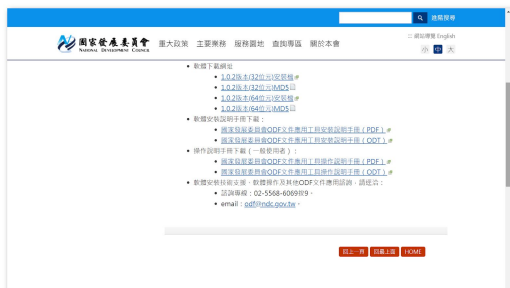 進階搜尋
國家發展委員會
NATIONAL DEVELOPMENT COUNCIL
重大政策 主要業務 服務園地 查詢專區 關於本會
::: 網站導覽 English
小 中 大
軟體下載網址
1.0.2版本(32位元)安裝檔
1.0.2版本(32位元)MD5
1.0.2版本(64位元)安裝檔
1.0.2版本(64位元)MD5
軟體安裝說明手冊下載：
國家發展委員會ODF文件應用工具安裝說明手冊（PDF）
國家發展委員會ODF文件應用工具安裝說明手冊（ODT）
操作說明手冊下載（一般使用者）：
國家發展委員會ODF文件應用工具操作說明手冊（PDF）
國家發展委員會ODF文件應用工具操作說明手冊（ODT）
軟體安裝技術支援、軟體操作及其他ODF文件應用諮詢，請逕洽：
諮詢專線：02-5568-6069按9。
email：odf@ndc.gov.tw。
回上一頁 回最上面 HOME